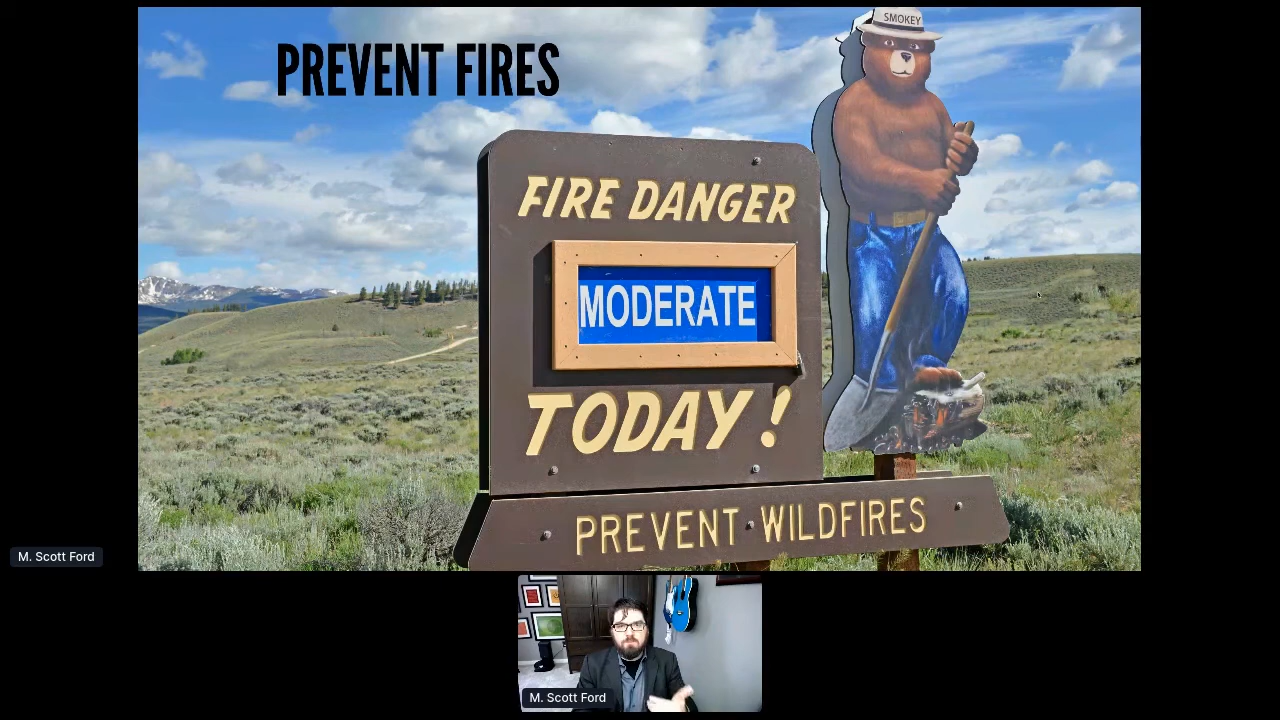 PREVENT FIRES
SMOKEY
FIRE DANGER
MODERATE
TODAY!
PREVENT WILDFIRES
M. Scott Ford
M. Scott Ford